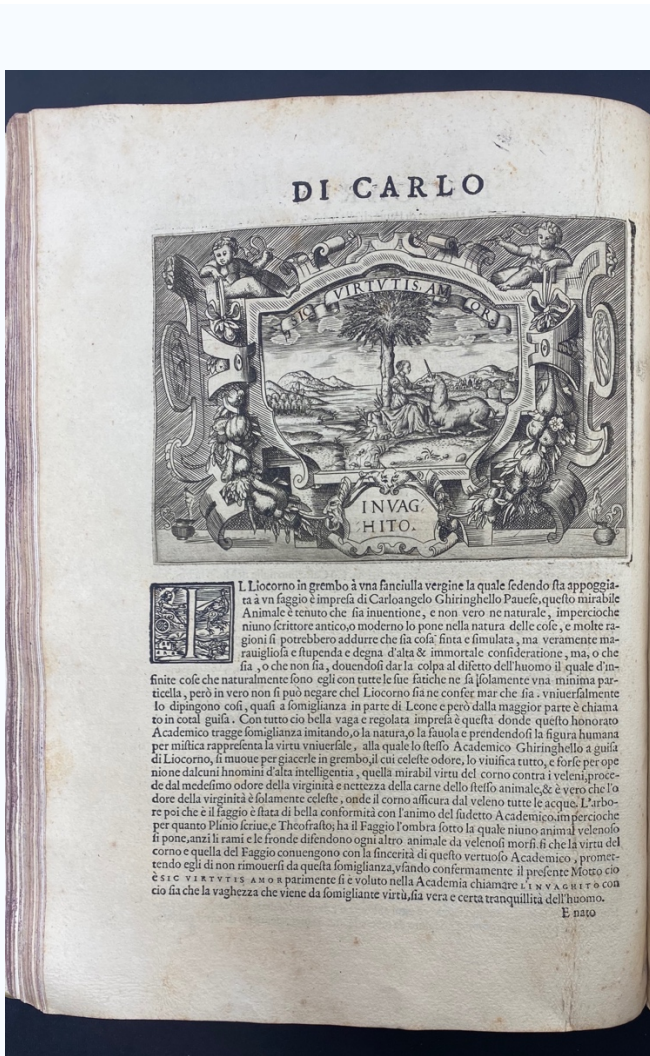 DI CARLO
SIC VIRTVTIS. AMOR.
INVAG
HITO.
IL Liocorno in grembo à vna fanciulla vergine la quale sedendo sta appoggia-
ta à vn faggio è impresa di Carloangelo Ghiringhello Pauese, questo mirabile
Animale è tenuto che sia inuentione, e non vero ne naturale, impercioche
niuno scrittore antico, o moderno lo pone nella natura delle cose, e molte ra-
gioni si potrebbero addurre che sia cosa finta e simulata, ma veramente ma-
rauigliosa e stupenda e degna d'alta & immortale consideratione, ma, o che
sia, o che non sia, douendosi dar la colpa al difetto dell'huomo il quale d'in-
finite cose che naturalmente sono egli con tutte le sue fatiche ne sa solamente vna minima par-
ticella, però in vero non si può negare chel Liocorno sia ne confer mar che sia. vniuersalmente
lo dipingono cosi, quasi a somiglianza in parte di Leone e però dalla maggior parte è chiama
to in cotal guisa. Con tutto cio bella vaga e regolata impresa è questa donde questo honorato
Academico tragge somiglianza imitando, o la natura, o la fauola e prendendosi la figura humana
per mistica rappresenta la virtu vniuersale, alla quale lo stesso Academico Ghiringhello a guisa
di Liocorno, si muoue per giacerle in grembo, il cui celeste odore, lo viuifica tutto, e forse per ope
nione dalcuni hnomini d'alta intelligentia, quella mirabil virtu del corno contra i veleni, proce-
de dal medesimo odore della virginità e nettezza della carne dello stesso animale, & è vero che l'o
dore della virginità è solamente celeste, onde il corno assicura dal veleno tutte le acque. L'arbo-
re poi che è il faggio è stata di bella conformità con l'animo del sudetto Academico, im percioche
per quanto Plinio scriue, e Theofrasto; ha il Faggio l'ombra sotto la quale niuno animal velenoso
si pone, anzi li rami e le fronde difendono ogni altro animale da velenosi morsi. si che la virtu del
corno e quella del Faggio conuengono con la sincerità di questo vertuoso Academico, promet-
tendo egli di non rimouersi da questa somiglianza, vsando confermamente il presente Motto cio
è SIC VIRTVTIS AMOR parimente si e voluto nella Academia chiamare L'INVAGHITO con
cio sia che la vaghezza che viene da somigliante virtù, sia vera e certa tranquillità dell'huomo.
E nato